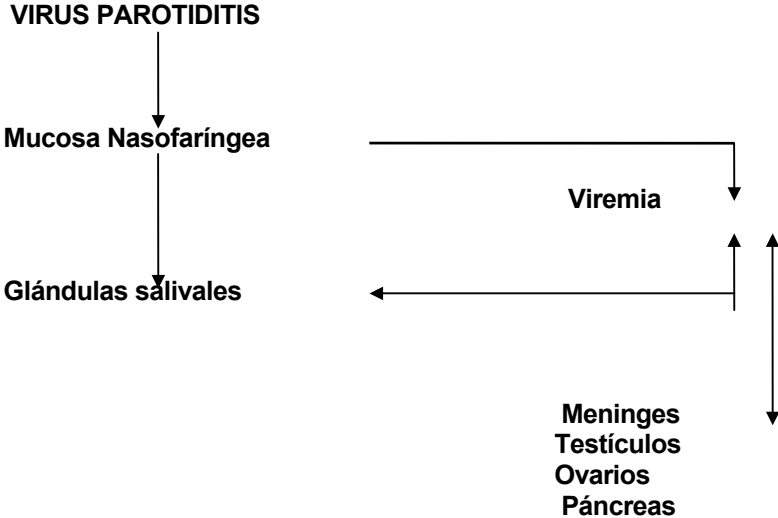 VIRUS PAROTIDITIS
Mucosa Nasofaríngea
Viremia
Glándulas salivales
Meninges
Testículos
Ovarios
Páncreas